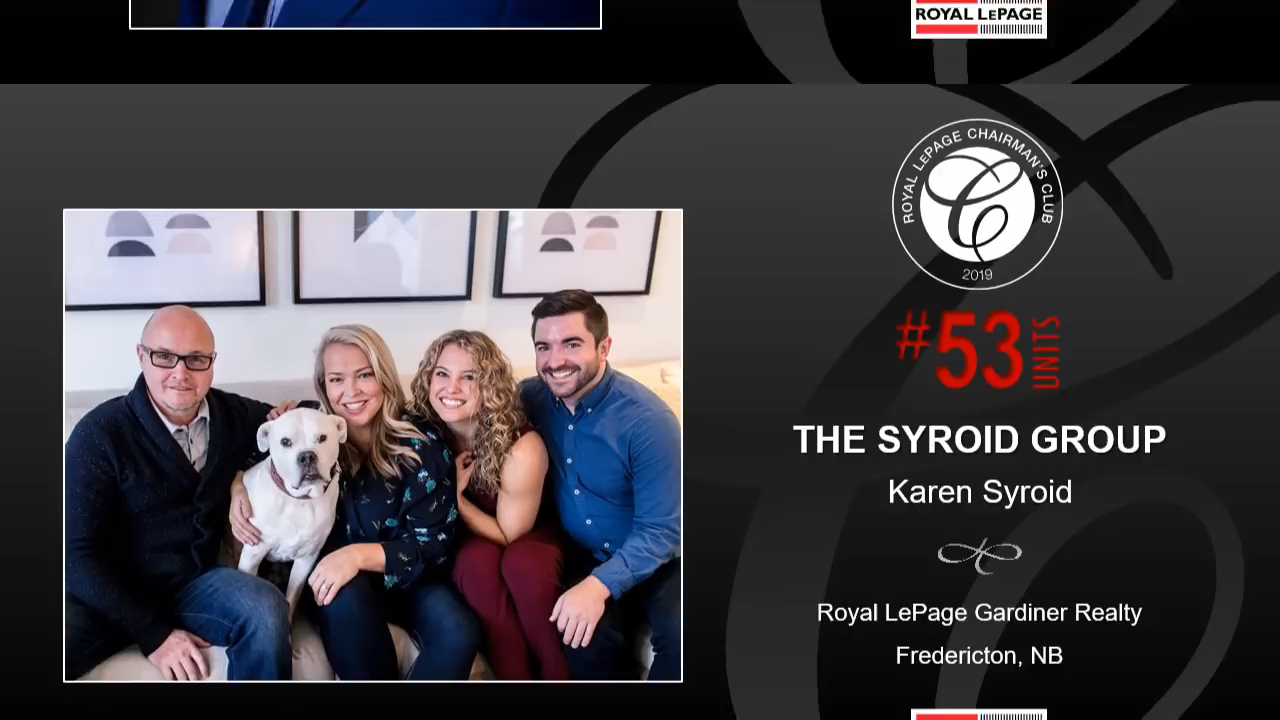 ROYAL LEPAGE
ROYAL LEPAGE CHAIRMAN'S CLUB
2019
#53 UNITS
THE SYROID GROUP
Karen Syroid
Royal LePage Gardiner Realty
Fredericton, NB